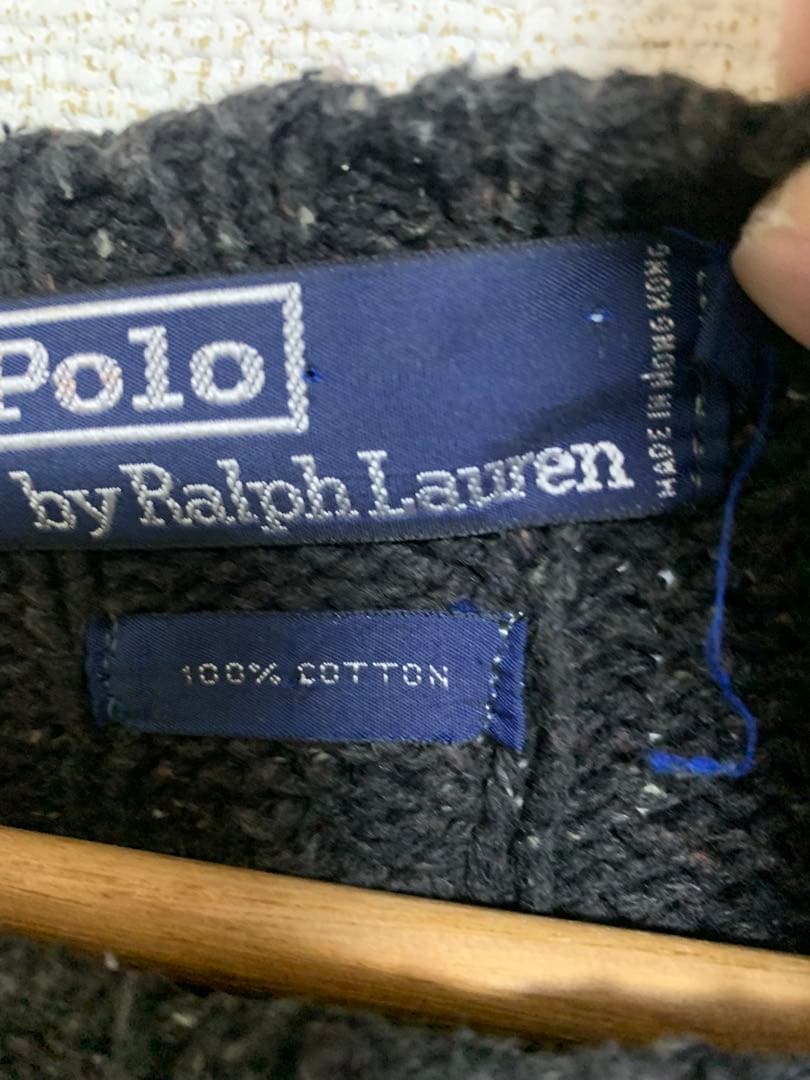 Polo
by Ralph Lauren
MADE IN HONG KONG
100% COTTON